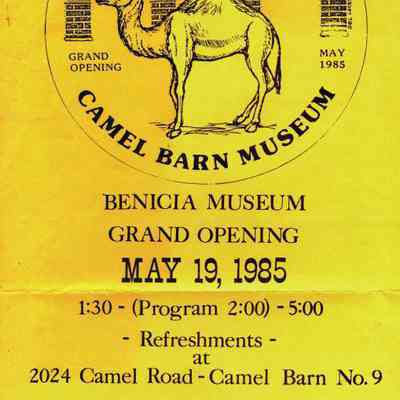 GRAND
OPENING
MAY
1985
CAMEL BARN MUSEUM
BENICIA MUSEUM
GRAND OPENING
MAY 19, 1985
1:30 - (Program 2:00) - 5:00
- Refreshments -
at
2024 Camel Road - Camel Barn No. 9